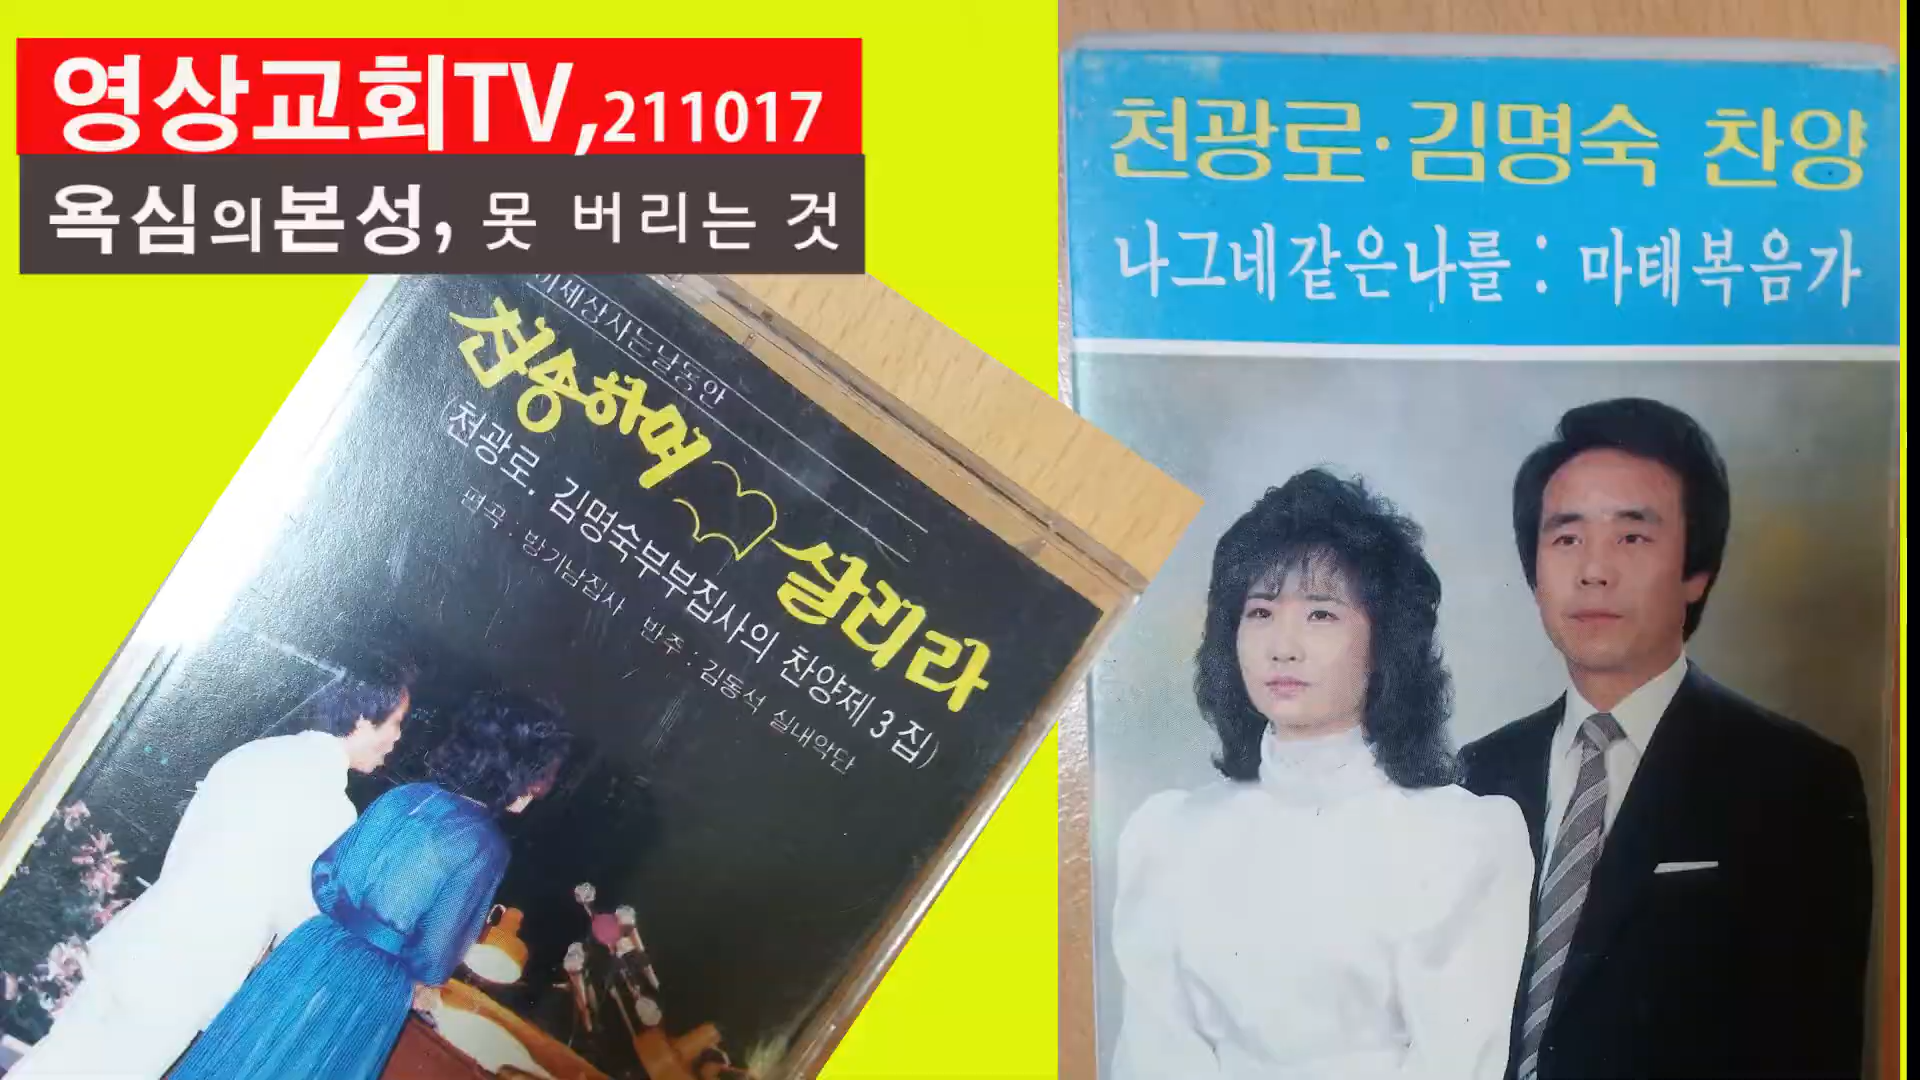 영상교회TV,211017
욕심의본성, 못 버리는 것
이세상사는날동안
찬송하며 살리라
(천광로. 김명숙부부집사의 찬양제 3 집)
편곡 : 방기남집사 반주 : 김동석 실내악단
천광로·김명숙 찬양
나그네같은나를 : 마태복음가